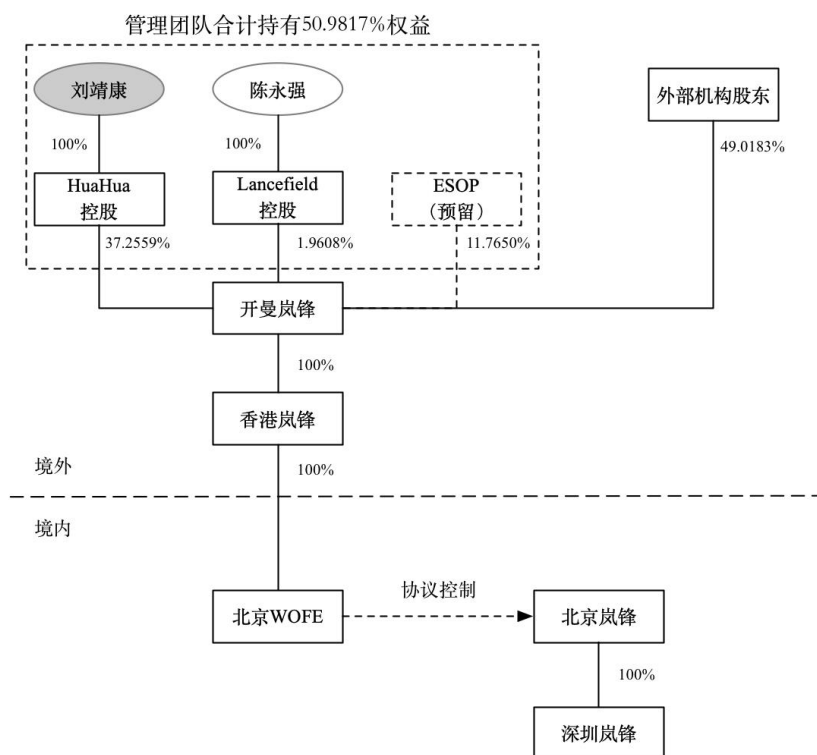 管理团队合计持有50.9817%权益
刘靖康
陈永强
外部机构股东
100%
100%
49.0183%
HuaHua
控股
Lancefield
控股
ESOP
（预留）
37.2559%
1.9608%
11.7650%
开曼岚锋
100%
香港岚锋
境外
100%
境内
北京WOFE
协议控制
北京岚锋
100%
深圳岚锋